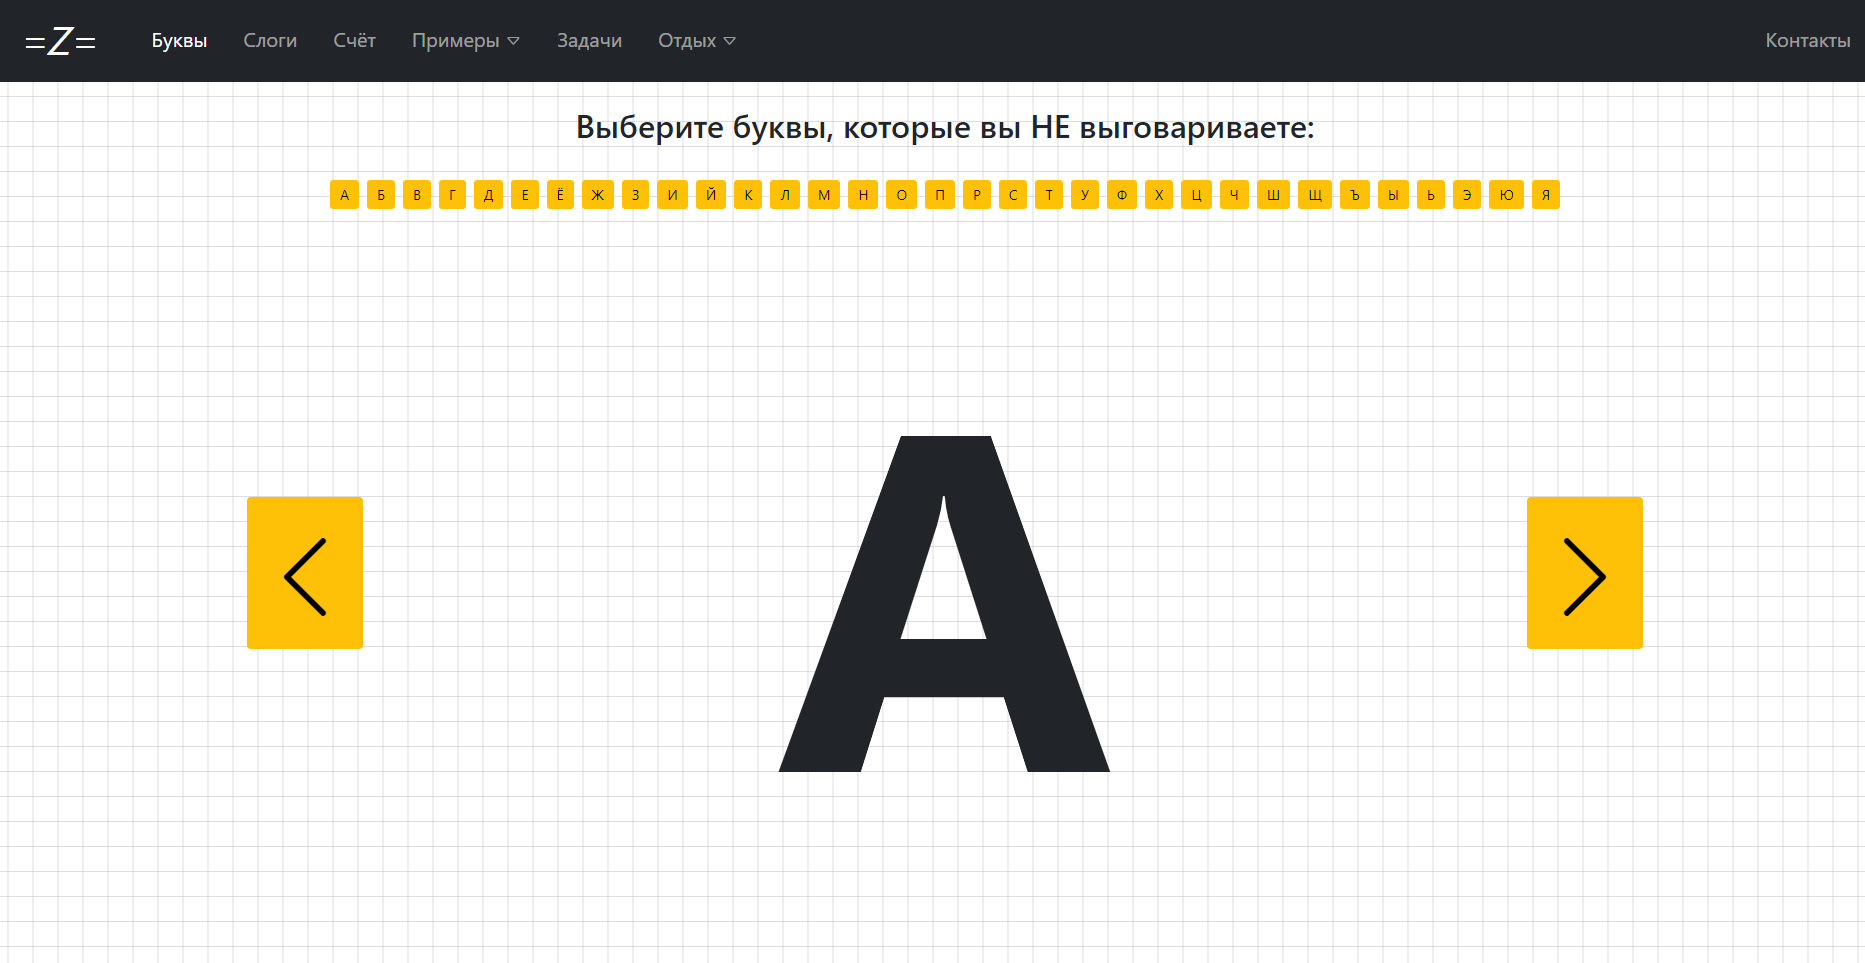 =Z= Буквы Слоги Счёт Примеры Задачи Отдых Контакты
Выберите буквы, которые вы НЕ выговариваете:
А Б В Г Д Е Ё Ж З И Й К Л М Н О П Р С Т У Ф Х Ц Ч Ш Щ Ъ Ы Ь Э Ю Я
А